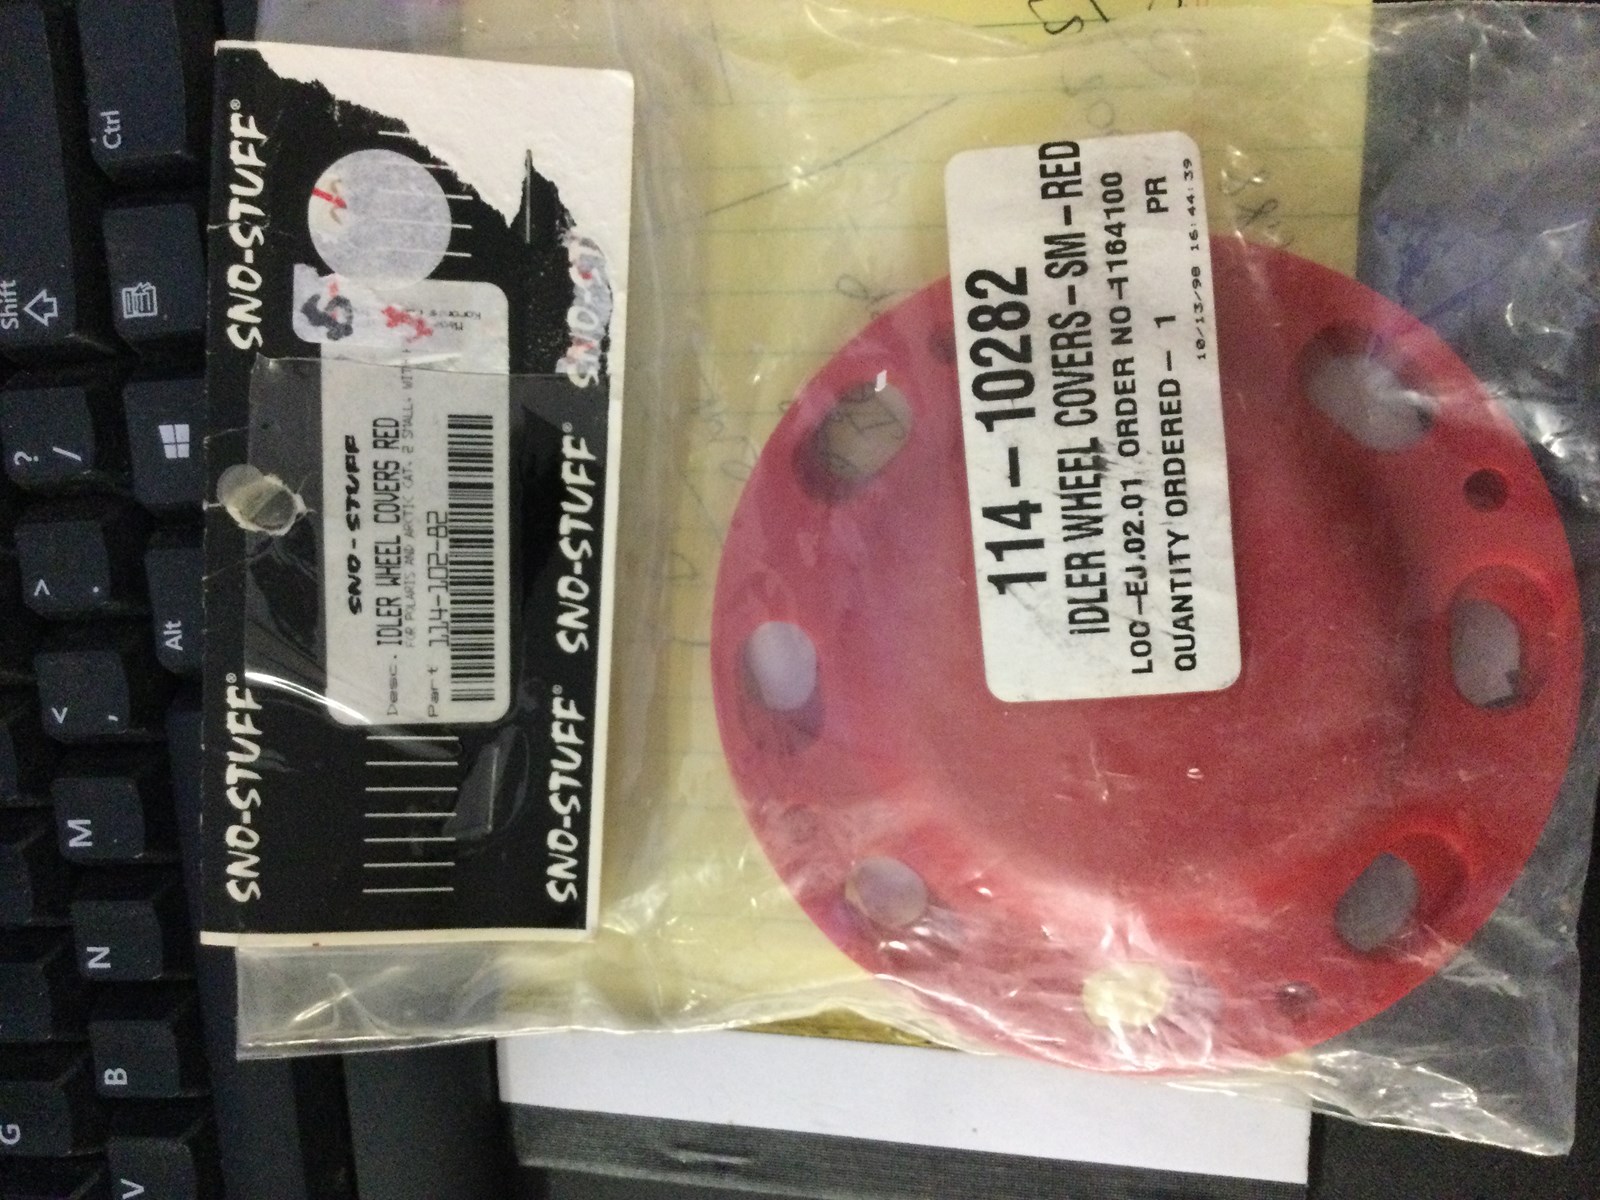 SNO-STUFF®
SNO-STUFF®
SNO-STUFF
Desc. IDLER WHEEL COVERS RED
FOR POLARIS AND ARCTIC CAT. 2 SMALL. WITH
Part 114-102-82
SNO-STUFF®
SNO-STUFF®
114-10282
IDLER WHEEL COVERS-SM-RED
LOC-EJ.02.01 ORDER NO-1164100
QUANTITY ORDERED- 1 PR
10/13/98 16:44:39
Shift
Ctrl
?
/
>
.
Alt
<
,
M
N
B
G
V